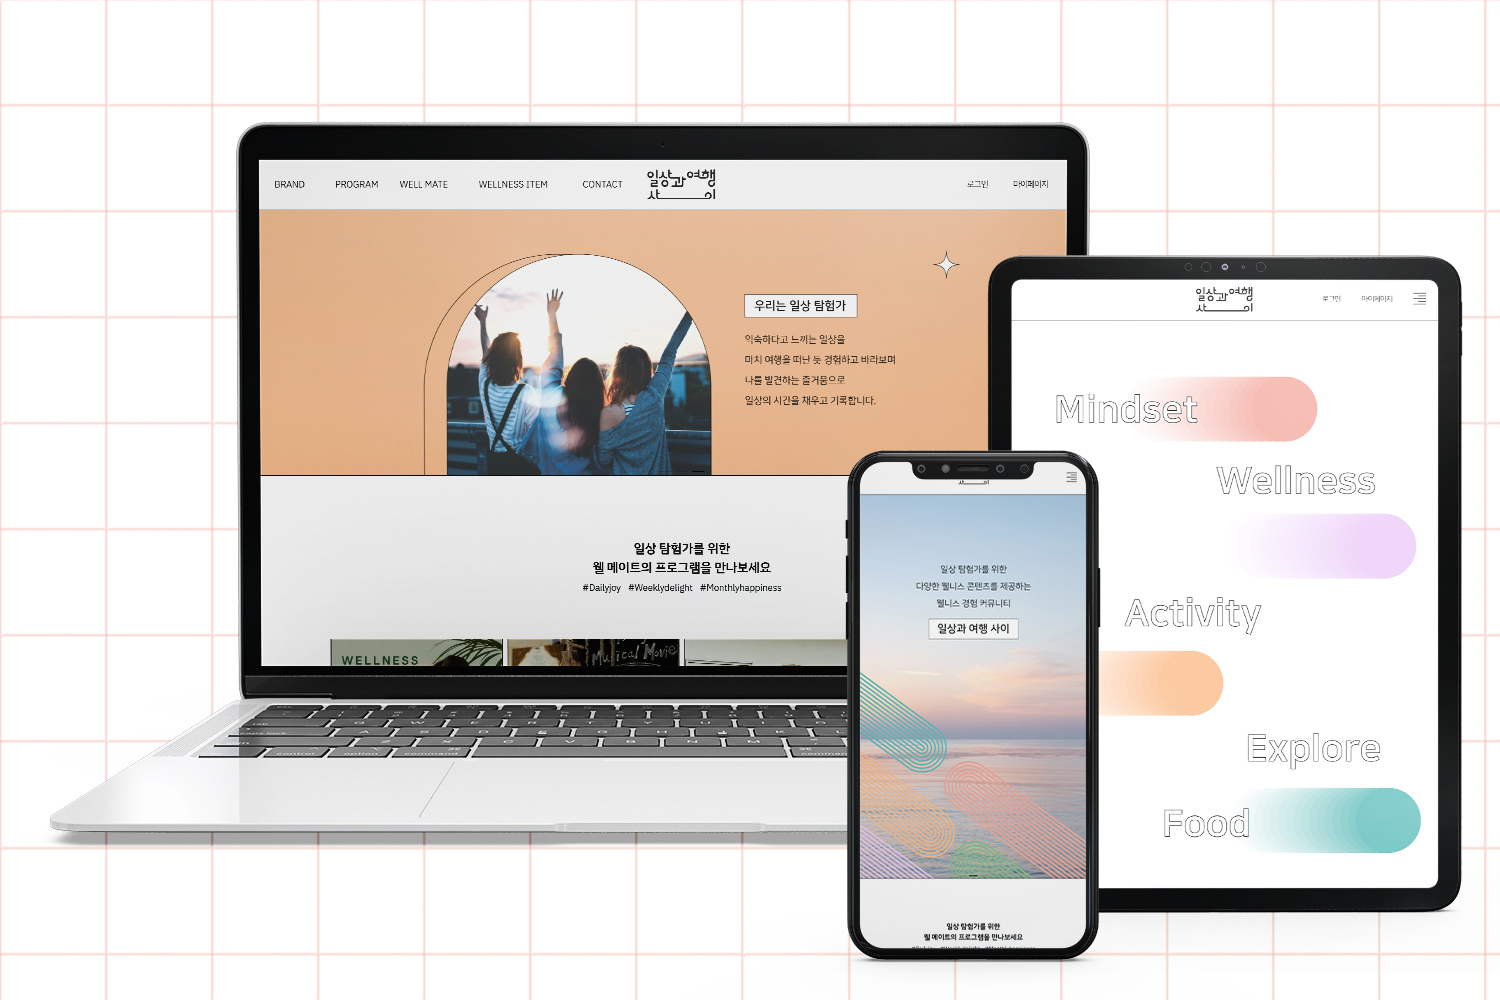 BRAND PROGRAM WELL MATE WELLNESS ITEM CONTACT
일상과여행
사이
로그인 마이페이지
우리는 일상 탐험가
익숙하다고 느끼는 일상을
마치 여행을 떠난 듯 경험하고 바라보며
나를 발견하는 즐거움으로
일상의 시간을 채우고 기록합니다.
일상 탐험가를 위한
웰 메이트의 프로그램을 만나보세요
#Dailyjoy #Weeklydelight #Monthlyhappiness
WELLNESS
Musical Movie
일상과여행
사이
로그인 마이페이지
Mindset
Wellness
Activity
Explore
Food
일상 탐험가를 위한
다양한 웰니스 콘텐츠를 제공하는
웰니스 경험 커뮤니티
일상과 여행 사이
일상 탐험가를 위한
웰 메이트의 프로그램을 만나보세요